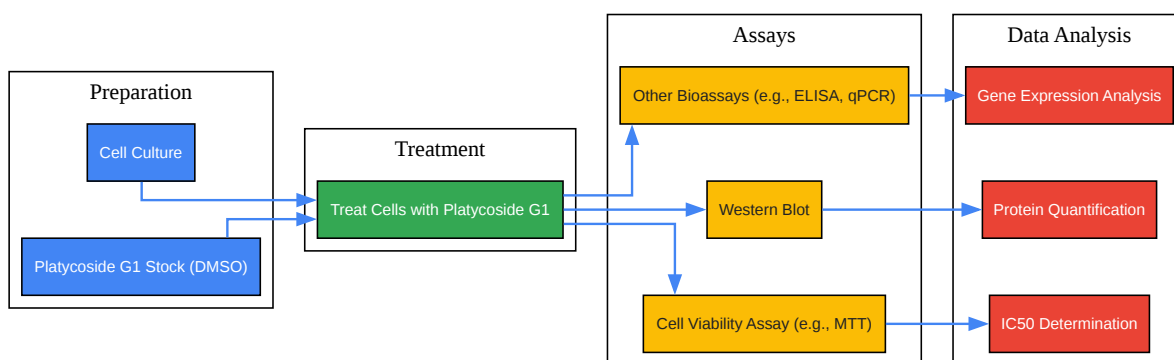 Preparation
Cell Culture
Platycoside G1 Stock (DMSO)
Treatment
Treat Cells with Platycoside G1
Assays
Other Bioassays (e.g., ELISA, qPCR)
Western Blot
Cell Viability Assay (e.g., MTT)
Data Analysis
Gene Expression Analysis
Protein Quantification
IC50 Determination